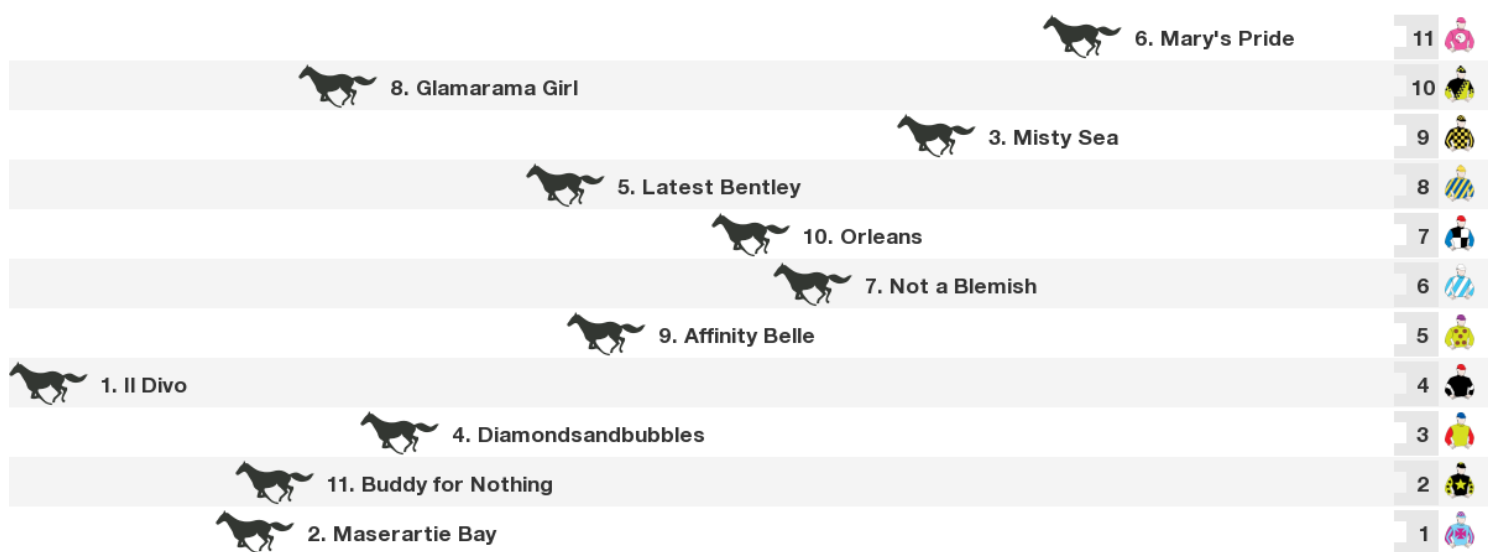 6. Mary's Pride 11
8. Glamarama Girl 10
3. Misty Sea 9
5. Latest Bentley 8
10. Orleans 7
7. Not a Blemish 6
9. Affinity Belle 5
1. Il Divo 4
4. Diamondsandbubbles 3
11. Buddy for Nothing 2
2. Maserartie Bay 1